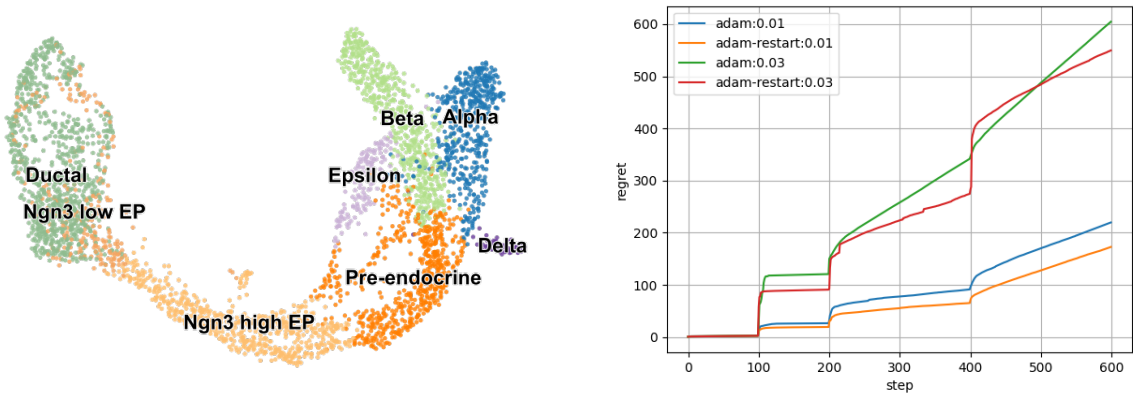 Beta
Alpha
Epsilon
Ductal
Ngn3 low EP
Delta
Pre-endocrine
Ngn3 high EP
adam:0.01
adam-restart:0.01
adam:0.03
adam-restart:0.03
600
500
400
300
200
100
0
regret
0 100 200 300 400 500 600
step